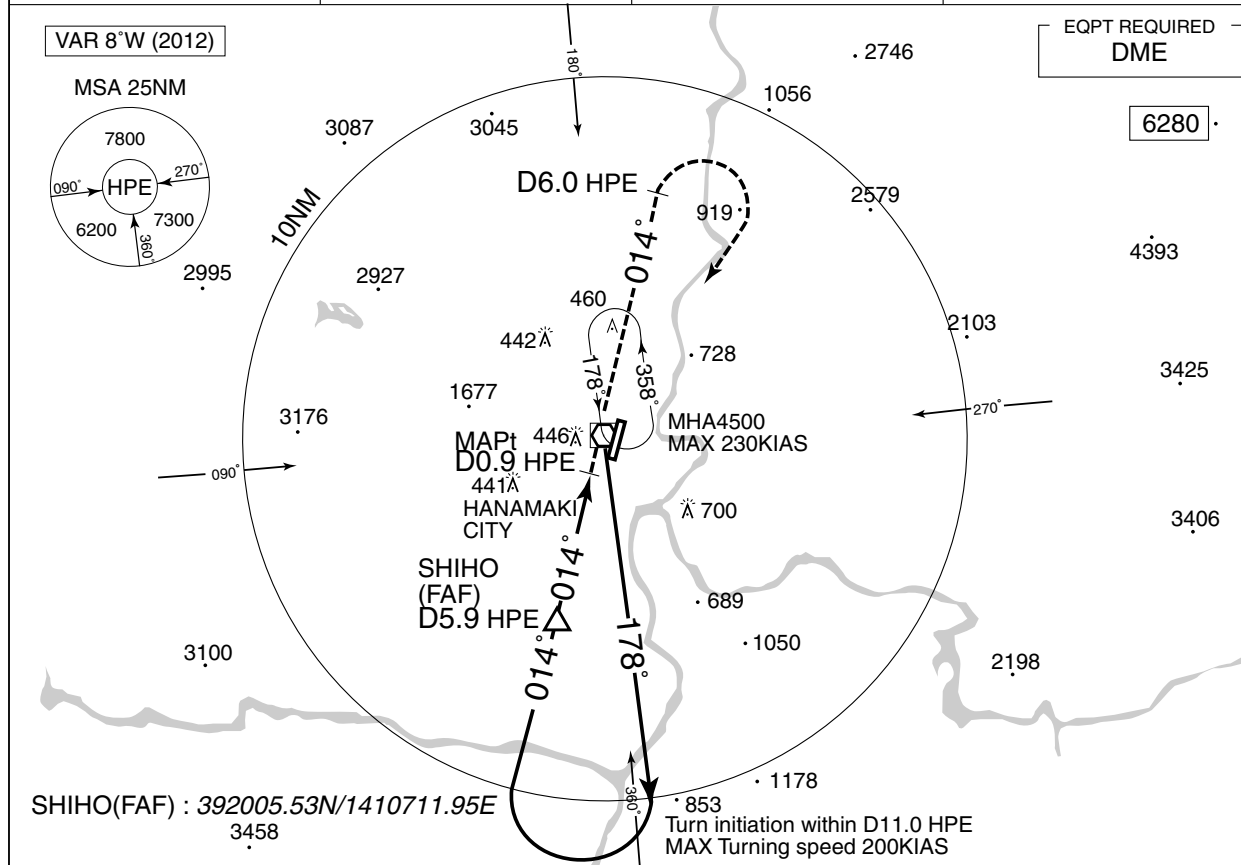 VAR 8°W (2012)
EQPT REQUIRED
DME
180°
2746
MSA 25NM
7800
090°
HPE
270°
6200
7300
360°
3087
3045
1056
6280
10NM
D6.0 HPE
919
2579
4393
014°
2995
2927
460
442
728
2103
3425
178°
358°
1677
3176
MAPt
D0.9 HPE
446
MHA4500
MAX 230KIAS
270°
090°
441
HANAMAKI
CITY
700
3406
014°
SHIHO
(FAF)
D5.9 HPE
689
1050
178°
014°
3100
2198
1178
853
360°
SHIHO(FAF) : 392005.53N/1410711.95E
3458
Turn initiation within D11.0 HPE
MAX Turning speed 200KIAS